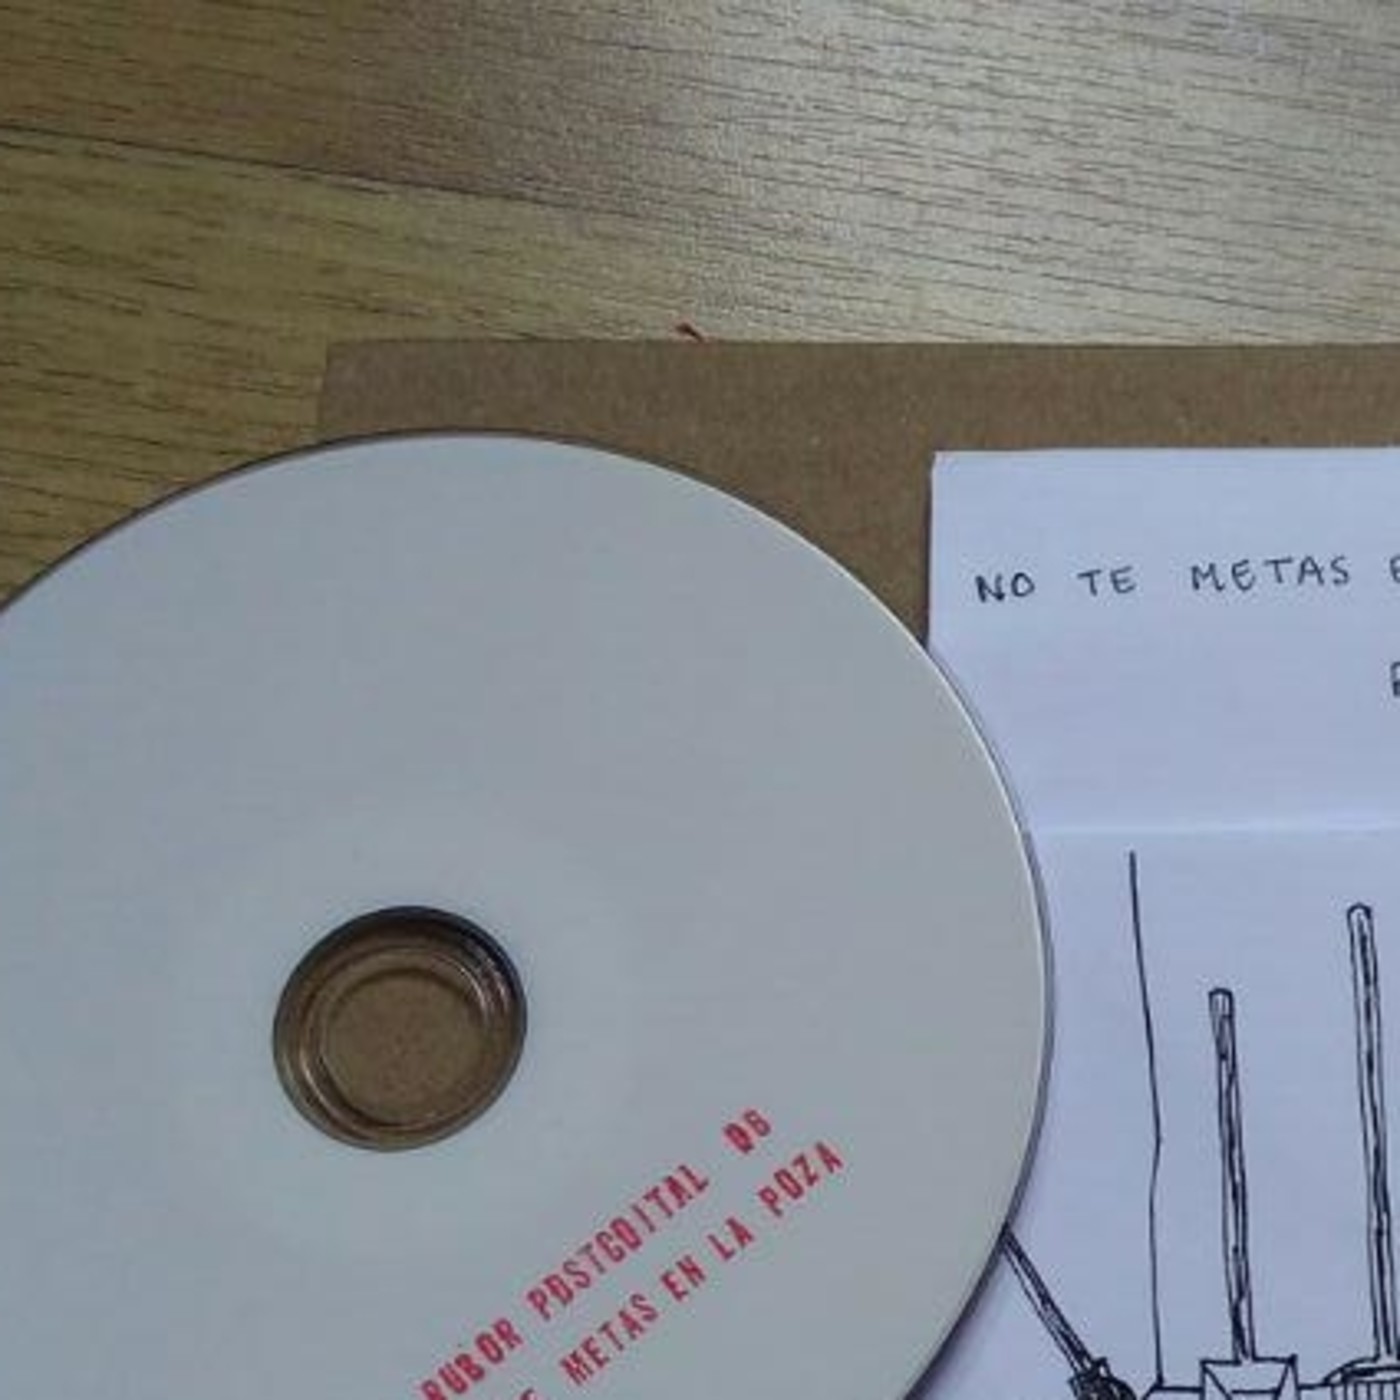 NO TE METAS E
RUBOR POSTCOITAL 06
METAS EN LA POZA